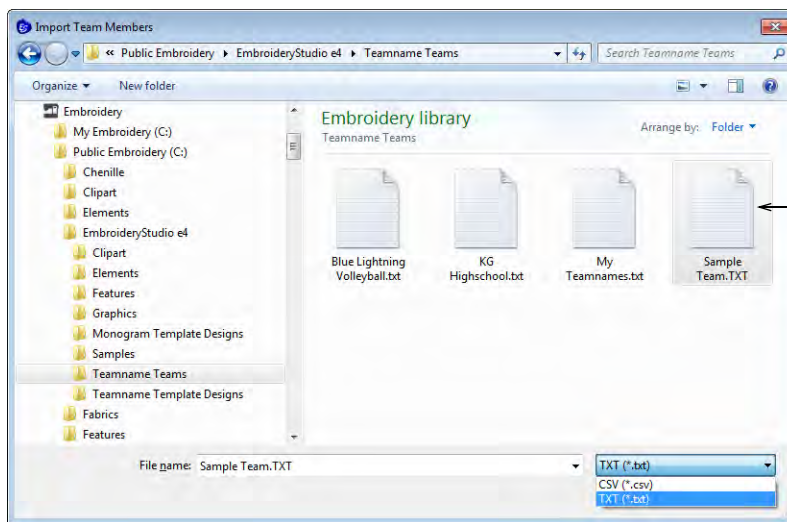 Import Team Members
« Public Embroidery EmbroideryStudio e4 Teamname Teams
Search Teamname Teams
Organize New folder
Embroidery
My Embroidery (C:)
Public Embroidery (C:)
Chenille
Clipart
Elements
EmbroideryStudio e4
Clipart
Elements
Features
Graphics
Monogram Template Designs
Samples
Teamname Teams
Teamname Template Designs
Fabrics
Features
Embroidery library
Teamname Teams
Arrange by: Folder
Blue Lightning
Volleyball.txt
KG
Highschool.txt
My
Teamnames.txt
Sample
Team.TXT
File name: Sample Team.TXT
TXT (*.txt)
CSV (*.csv)
TXT (*.txt)